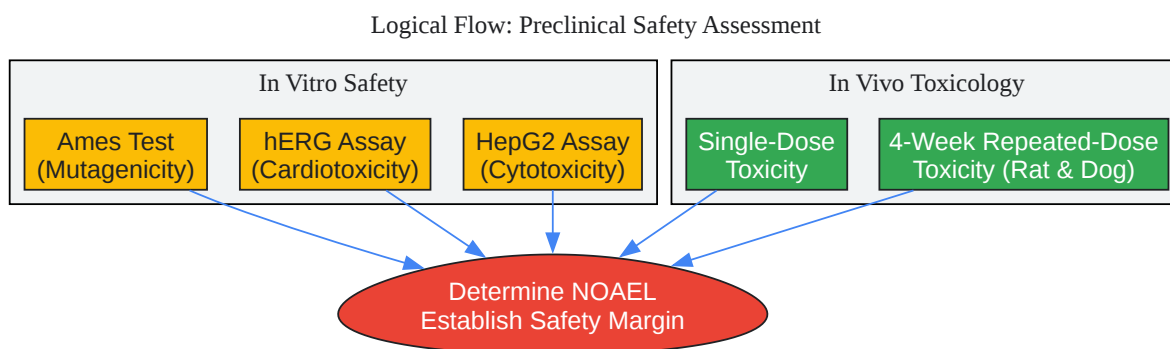 Logical Flow: Preclinical Safety Assessment
In Vitro Safety
Ames Test
(Mutagenicity)
hERG Assay
(Cardiotoxicity)
HepG2 Assay
(Cytotoxicity)
In Vivo Toxicology
Single-Dose
Toxicity
4-Week Repeated-Dose
Toxicity (Rat & Dog)
Determine NOAEL
Establish Safety Margin